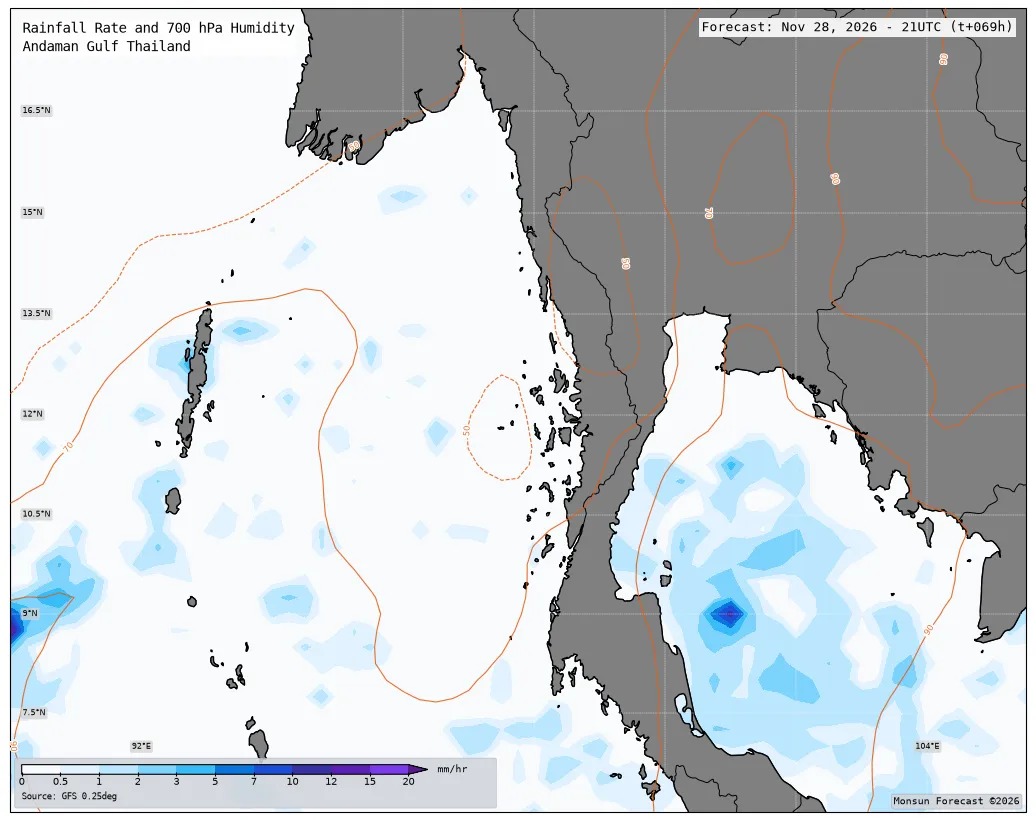 Rainfall Rate and 700 hPa Humidity
Andaman Gulf Thailand
Forecast: Nov 28, 2026 - 21UTC (t+069h)
90
16.5°N
50
90
15°N
70
50
13.5°N
12°N
50
70
10.5°N
9°N
90
7.5°N
90
92°E
104°E
mm/hr
0 0.5 1 2 3 5 7 10 12 15 20
Source: GFS 0.25deg
Monsun Forecast ©2026